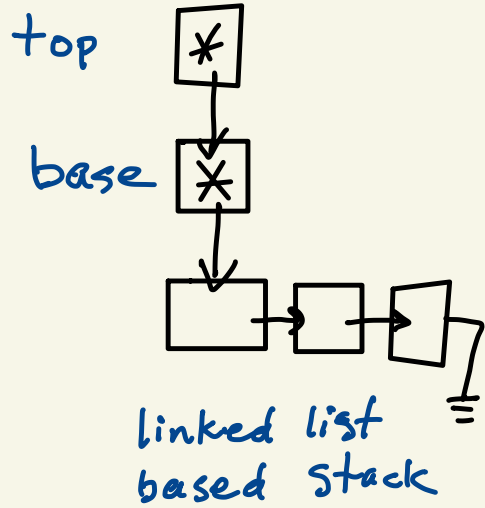 top
*
base
*
linked list
based stack